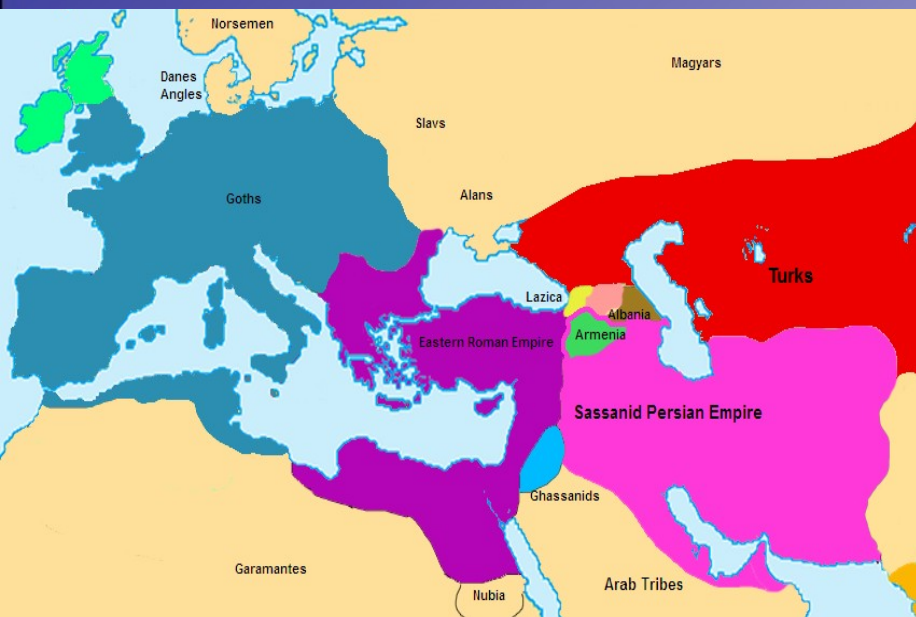 Norsemen
Magyars
Danes
Angles
Slavs
Alans
Goths
Turks
Lazica
Albania
Armenia
Eastern Roman Empire
Sassanid Persian Empire
Ghassanids
Garamantes
Arab Tribes
Nubia